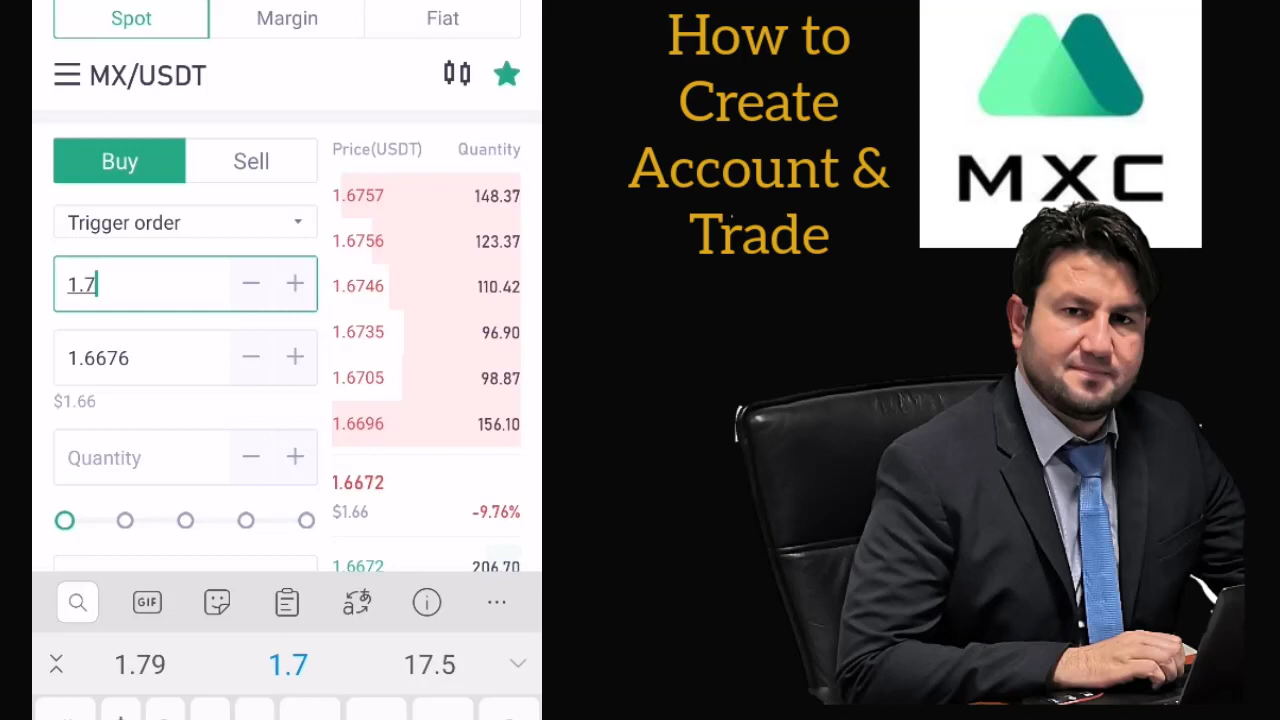 Spot
Margin
Fiat
MX/USDT
Buy
Sell
Price(USDT)
Quantity
Trigger order
1.7
1.6676
$1.66
Quantity
1.6757
148.37
1.6756
123.37
1.6746
110.42
1.6735
96.90
1.6705
98.87
1.6696
156.10
1.6672
$1.66
-9.76%
1.6672
206.70
GIF
1.79
1.7
17.5
How to
Create
Account &
Trade
MXC